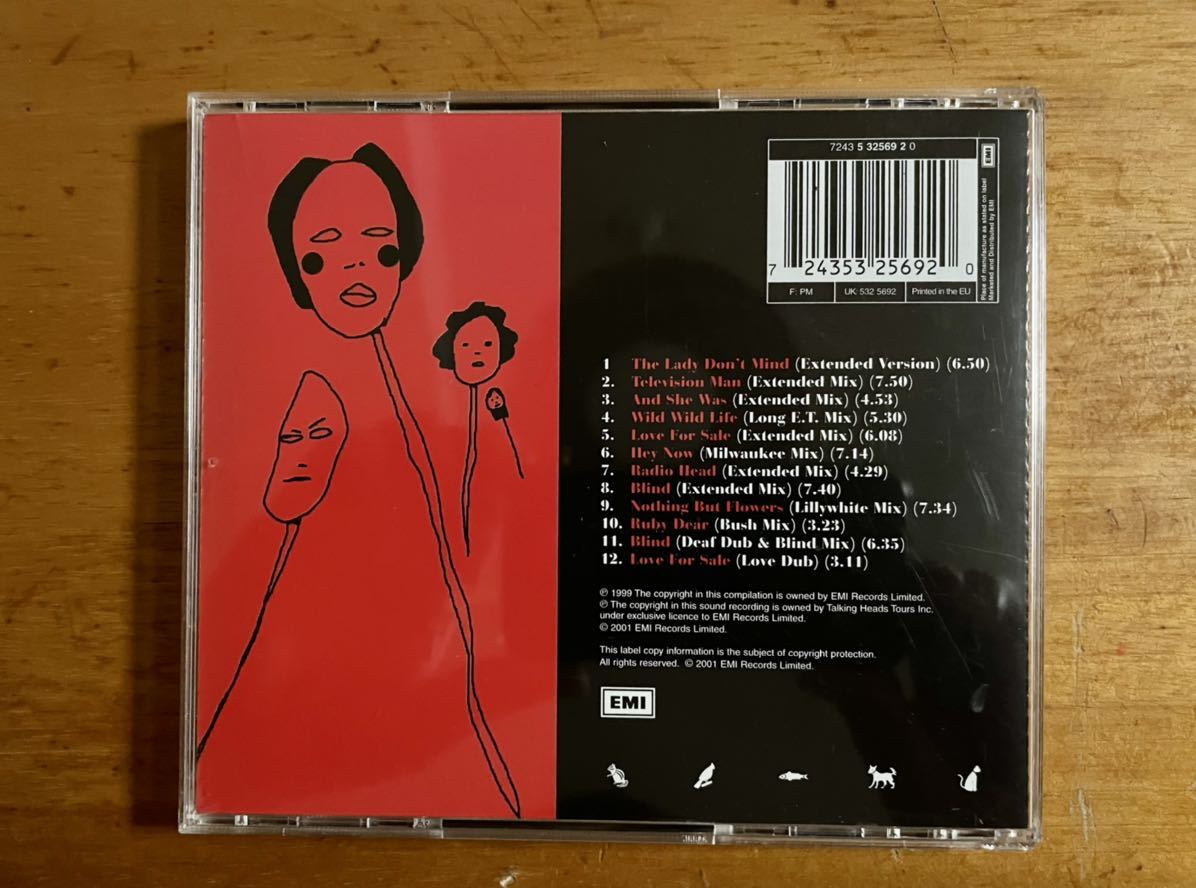 7243 5 32569 2 0
EMI
Place of manufacture as stated on label
Marketed and Distributed by EMI
7 24353 25692 0
F: PM UK: 532 5692 Printed in the EU
1 The Lady Don't Mind (Extended Version) (6.50)
2. Television Man (Extended Mix) (7.50)
3. And She Was (Extended Mix) (4.53)
4. Wild Wild Life (Long E.T. Mix) (5.30)
5. Love For Sale (Extended Mix) (6.08)
6. Hey Now (Milwaukee Mix) (7.14)
7. Radio Head (Extended Mix) (4.29)
8. Blind (Extended Mix) (7.40)
9. Nothing But Flowers (Lillywhite Mix) (7.34)
10. Ruby Dear (Bush Mix) (3.23)
11. Blind (Deaf Dub & Blind Mix) (6.35)
12. Love For Sale (Love Dub) (3.11)
℗ 1999 The copyright in this compilation is owned by EMI Records Limited.
℗ The copyright in this sound recording is owned by Talking Heads Tours Inc.
under exclusive licence to EMI Records Limited.
© 2001 EMI Records Limited.
This label copy information is the subject of copyright protection.
All rights reserved. © 2001 EMI Records Limited.
EMI